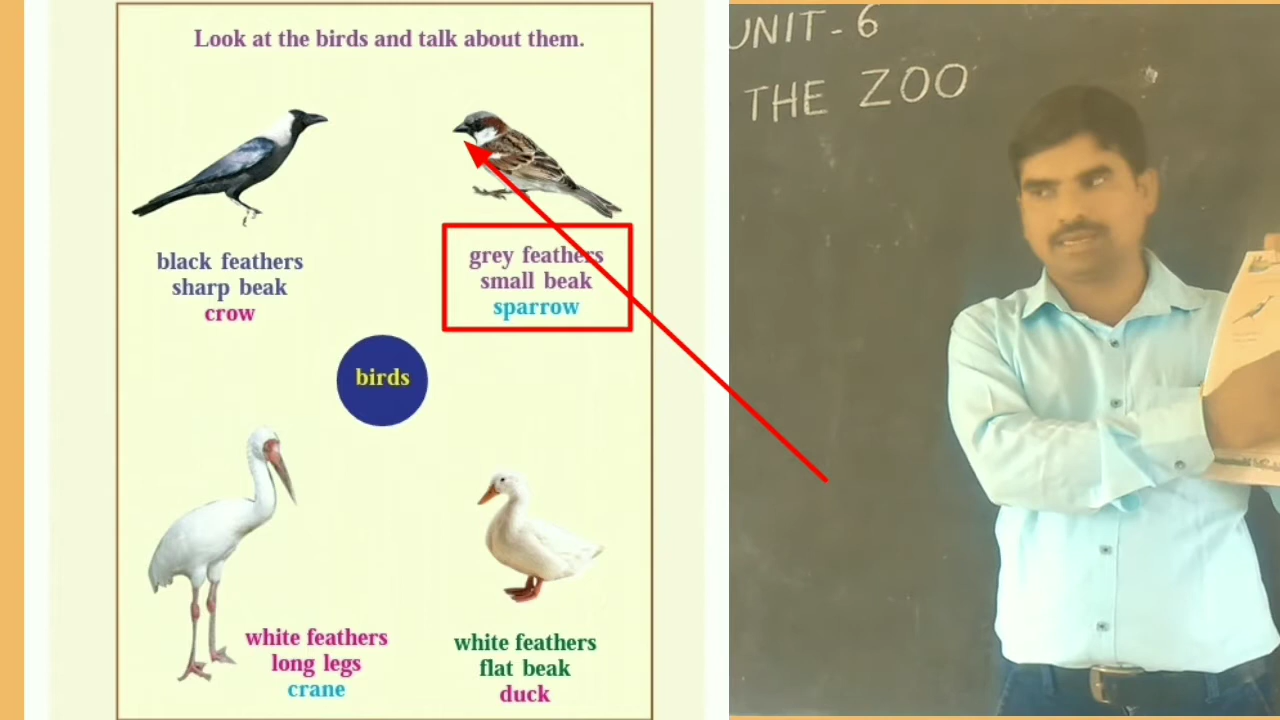 Look at the birds and talk about them.
black feathers
sharp beak
crow
grey feathers
small beak
sparrow
birds
white feathers
long legs
crane
white feathers
flat beak
duck
UNIT - 6
THE ZOO